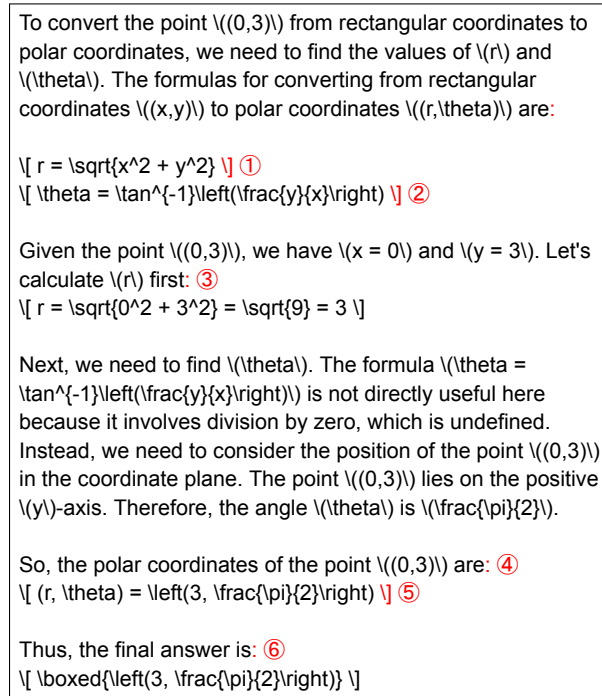 To convert the point \((0,3)\) from rectangular coordinates to
polar coordinates, we need to find the values of \(r\) and
\(\theta\). The formulas for converting from rectangular
coordinates \((x,y)\) to polar coordinates \((r,\theta)\) are:
\[ r = \sqrt{x^2 + y^2} \] ①
\[ \theta = \tan^{-1}\left(\frac{y}{x}\right) \] ②
Given the point \((0,3)\), we have \(x = 0\) and \(y = 3\). Let's
calculate \(r\) first: ③
\[ r = \sqrt{0^2 + 3^2} = \sqrt{9} = 3 \]
Next, we need to find \(\theta\). The formula \(\theta =
\tan^{-1}\left(\frac{y}{x}\right)\) is not directly useful here
because it involves division by zero, which is undefined.
Instead, we need to consider the position of the point \((0,3)\)
in the coordinate plane. The point \((0,3)\) lies on the positive
\(y\)-axis. Therefore, the angle \(\theta\) is \(\frac{\pi}{2}\).
So, the polar coordinates of the point \((0,3)\) are: ④
\[ (r, \theta) = \left(3, \frac{\pi}{2}\right) \] ⑤
Thus, the final answer is: ⑥
\[ \boxed{\left(3, \frac{\pi}{2}\right)} \]